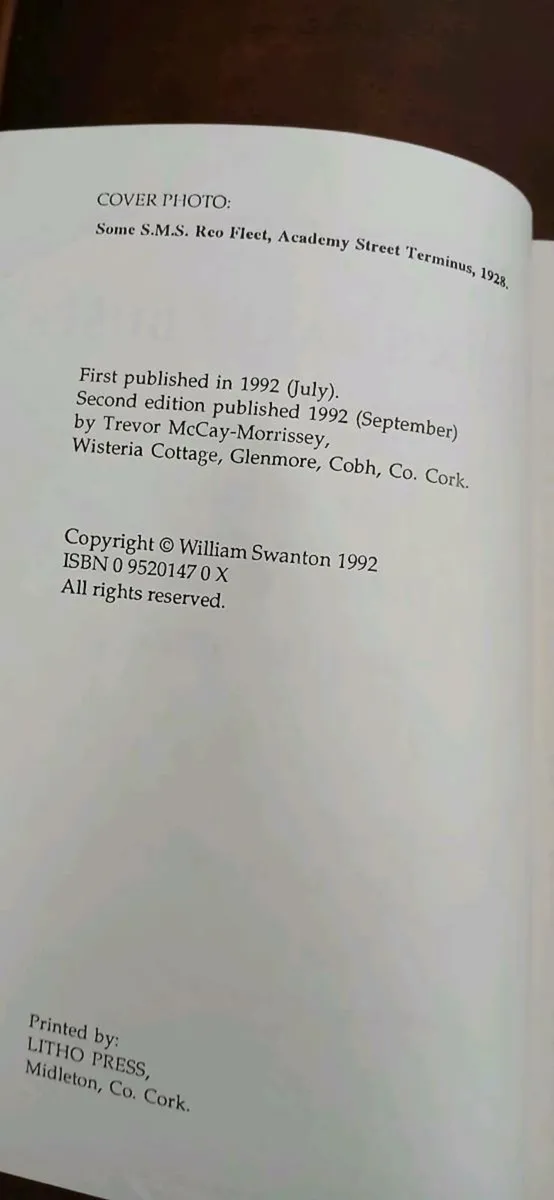 COVER PHOTO:
Some S.M.S. Reo Fleet, Academy Street Terminus, 1928.
First published in 1992 (July).
Second edition published 1992 (September)
by Trevor McCay-Morrissey,
Wisteria Cottage, Glenmore, Cobh, Co. Cork.
Copyright © William Swanton 1992
ISBN 0 9520147 0 X
All rights reserved.
Printed by:
LITHO PRESS,
Midleton, Co. Cork.